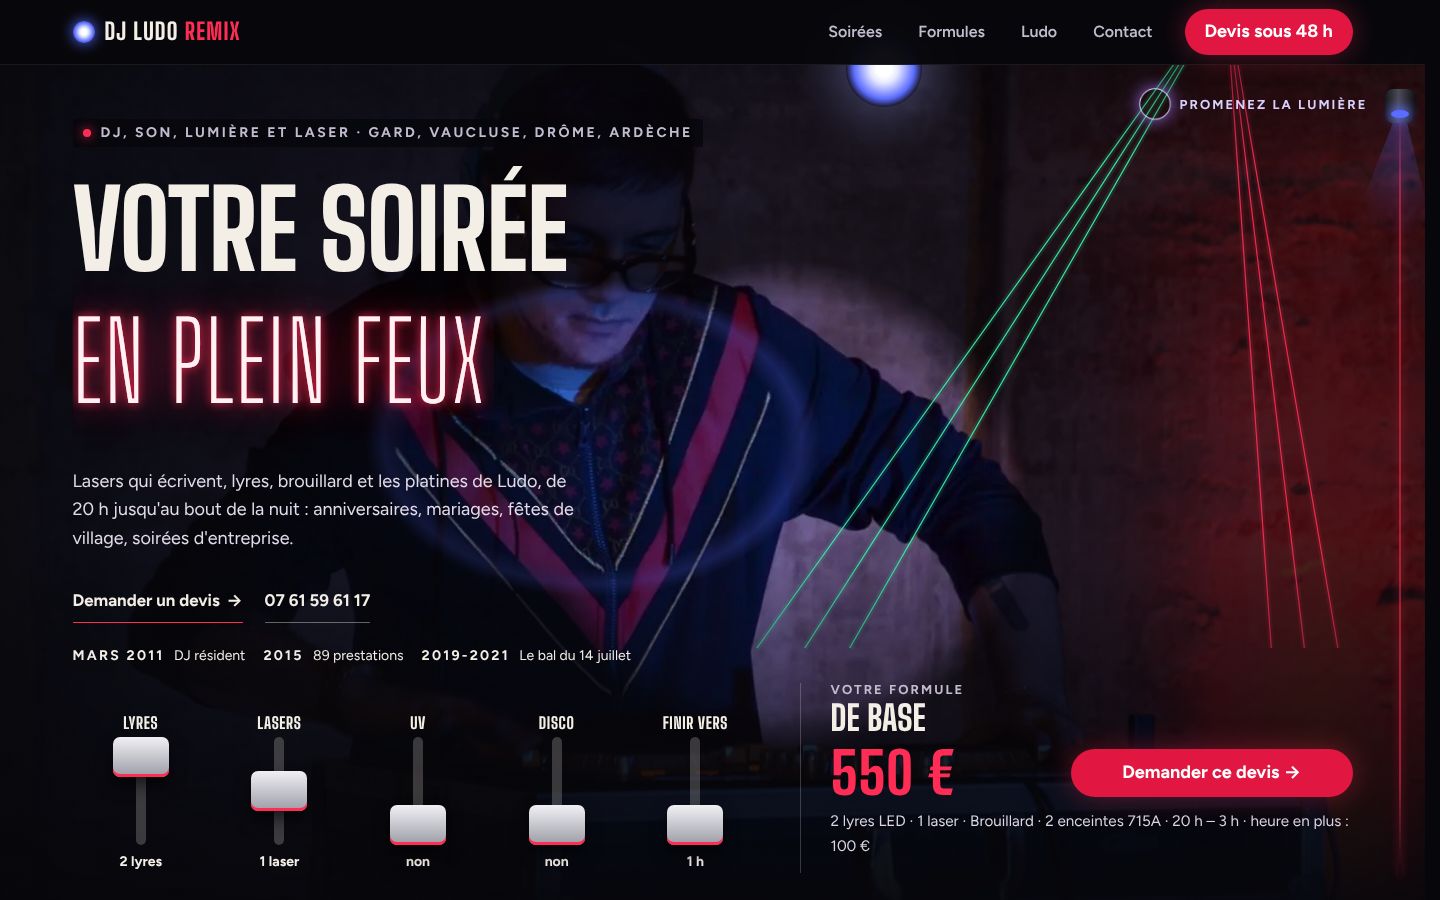 DJ LUDO REMIX
Soirées
Formules
Ludo
Contact
Devis sous 48 h
PROMENEZ LA LUMIÈRE
DJ, SON, LUMIÈRE ET LASER · GARD, VAUCLUSE, DRÔME, ARDÈCHE
VOTRE SOIRÉE
EN PLEIN FEUX
Lasers qui écrivent, lyres, brouillard et les platines de Ludo, de
20 h jusqu'au bout de la nuit : anniversaires, mariages, fêtes de
village, soirées d'entreprise.
Demander un devis →
07 61 59 61 17
MARS 2011 DJ résident 2015 89 prestations 2019-2021 Le bal du 14 juillet
LYRES
LASERS
UV
DISCO
FINIR VERS
2 lyres
1 laser
non
non
1 h
VOTRE FORMULE
DE BASE
550 €
Demander ce devis →
2 lyres LED · 1 laser · Brouillard · 2 enceintes 715A · 20 h – 3 h · heure en plus :
100 €